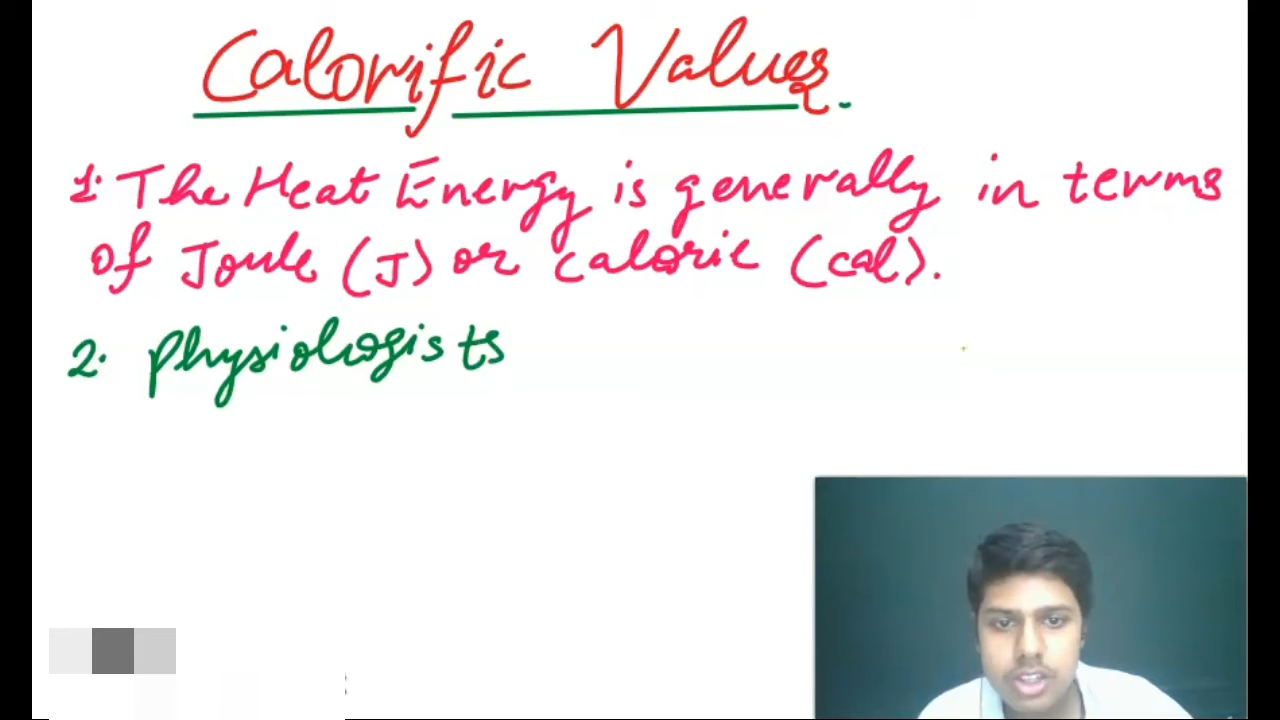 Calorific Values.
1. The Heat Energy is generally in terms
of Joule (J) or calorie (cal).
2. Physiologists